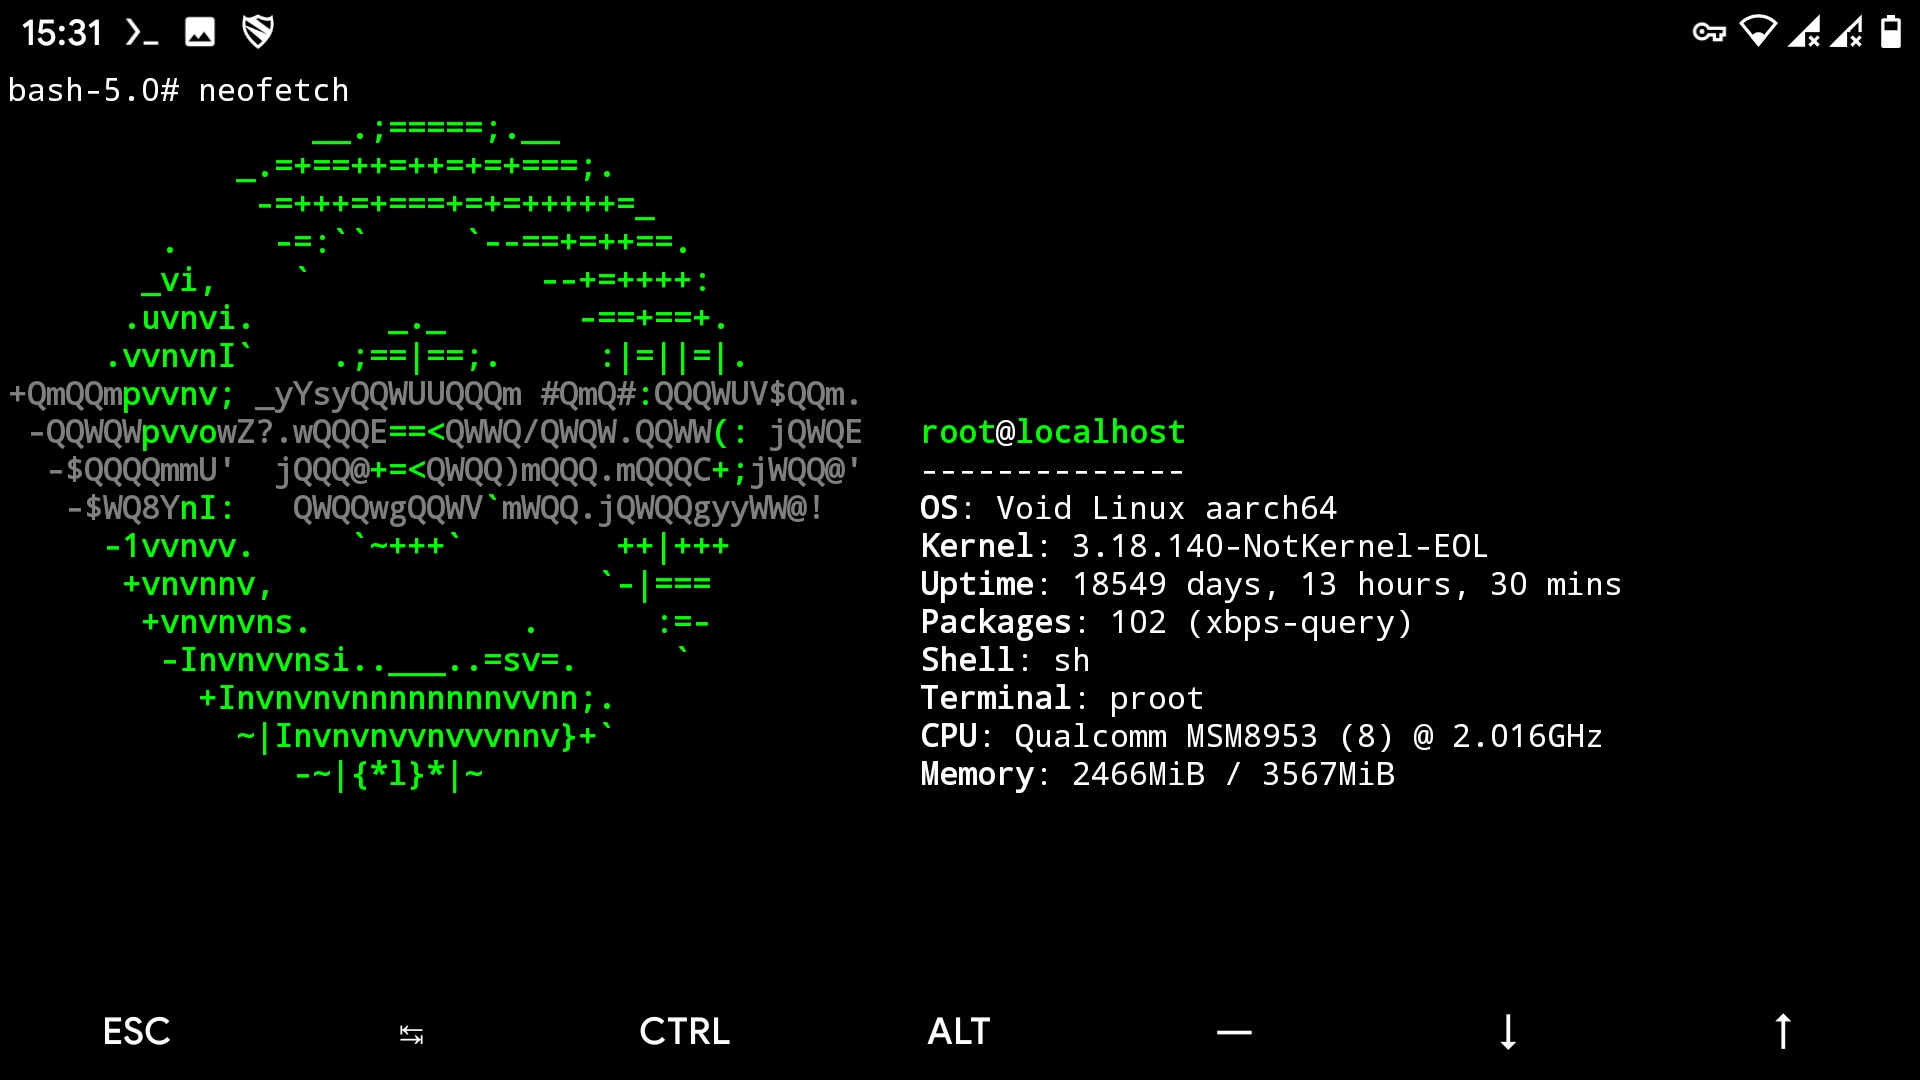 15:31
bash-5.0# neofetch
                __.;=====;.__
            _.=+==++=++=+=+===;.
             -=+++=+===+=+=+++++=_
        .     -=:``     `--==+=++==.
       _vi,    `            --+=++++:
      .uvnvi.       _._       -==+==+.
     .vvnvnI`    .;==|==;.     :|=||=|.
+QmQQmpvvnv; _yYsyQQWUUQQQm #QmQ#:QQQWUV$QQm.
 -QQWQWpvvowZ?.wQQQE==<QWWQ/QWQW.QQWW(: jQWQE   root@localhost
  -$QQQQmmU'  jQQQ@+=<QWQQ)mQQQ.mQQQC+;jWQQ@'   --------------
   -$WQ8YnI:   QWQQwgQQWV`mWQQ.jQWQQgyyWW@!     OS: Void Linux aarch64
     -1vvnvv.     `~+++`        ++|+++          Kernel: 3.18.140-NotKernel-EOL
      +vnvnnv,                 `-|===           Uptime: 18549 days, 13 hours, 30 mins
       +vnvnvns.           .      :=-           Packages: 102 (xbps-query)
        -Invnvvnsi..___..=sv=.     `            Shell: sh
          +Invnvnvnnnnnnnnvvnn;.                Terminal: proot
            ~|Invnvnvvnvvvnnv}+`                CPU: Qualcomm MSM8953 (8) @ 2.016GHz
               -~|{*l}*|~                       Memory: 2466MiB / 3567MiB
ESC ↹ CTRL ALT — ↓ ↑